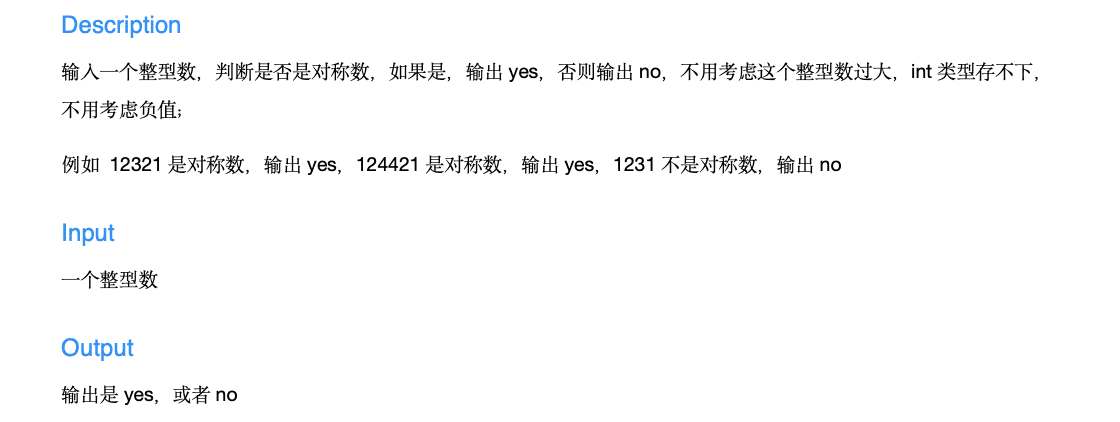 Description
输入一个整型数，判断是否是对称数，如果是，输出 yes，否则输出 no，不用考虑这个整型数过大，int 类型存不下，
不用考虑负值；
例如 12321 是对称数，输出 yes，124421 是对称数，输出 yes，1231 不是对称数，输出 no
Input
一个整型数
Output
输出是 yes，或者 no